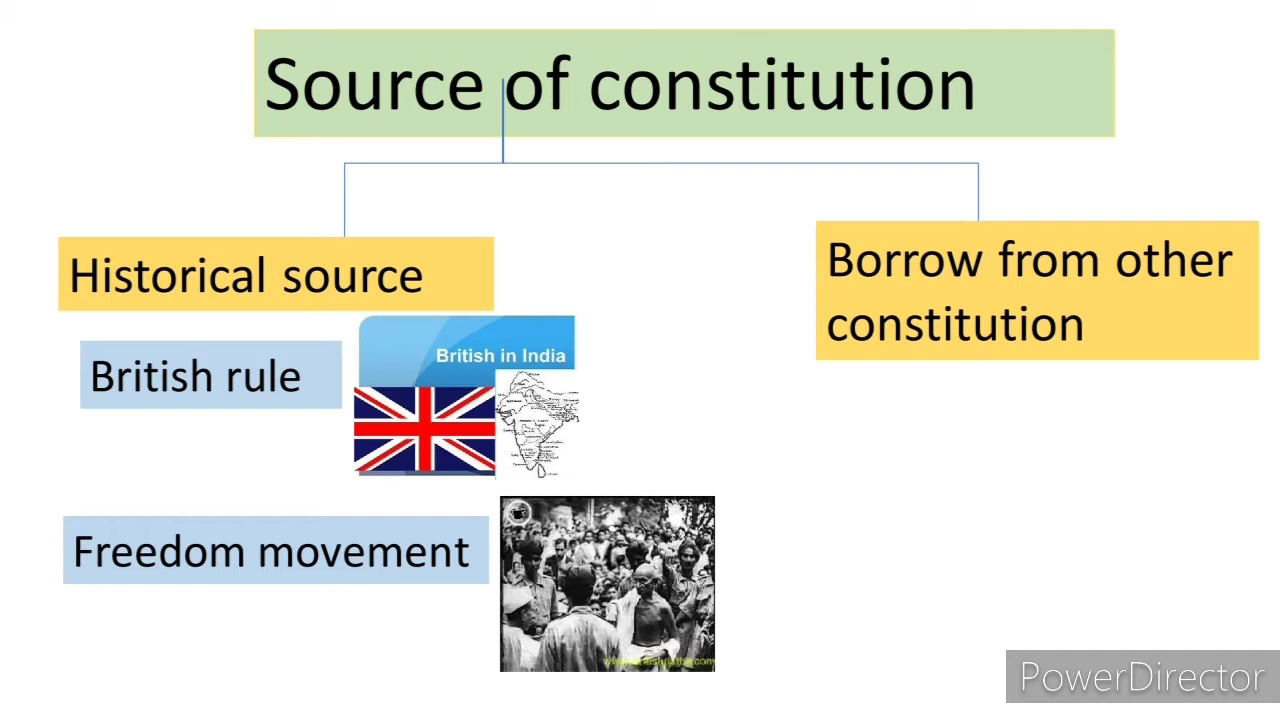 Source of constitution
Historical source
Borrow from other
constitution
British rule
British in India
Freedom movement
PowerDirector